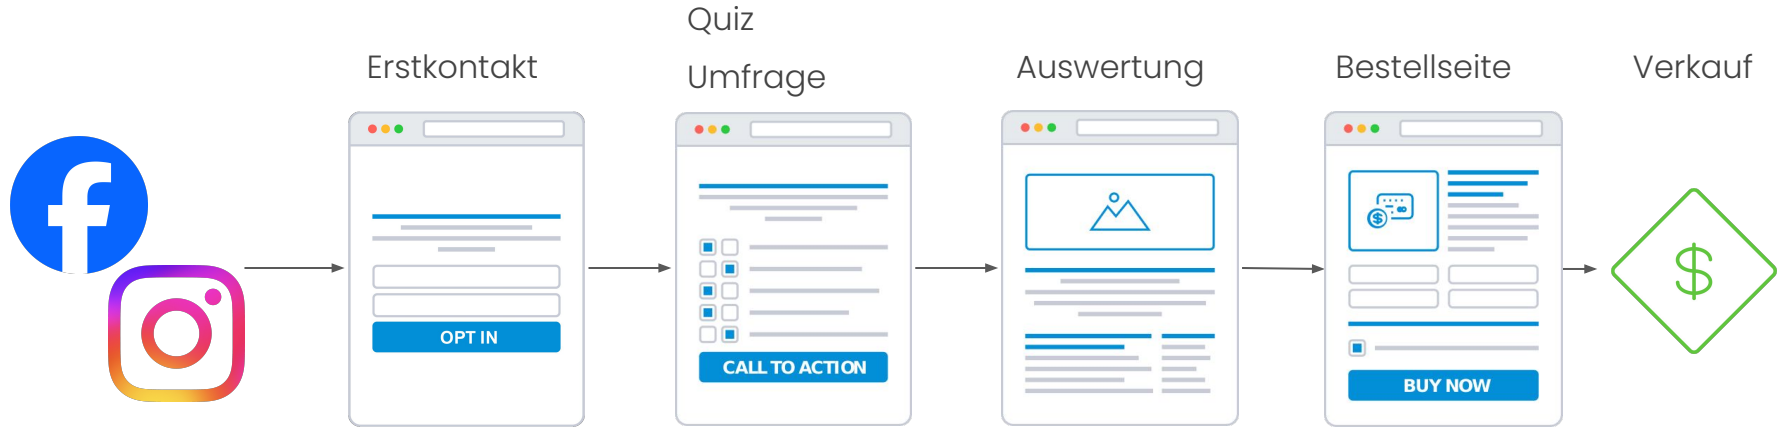 Quiz
Erstkontakt
Umfrage
Auswertung
Bestellseite
Verkauf
OPT IN
CALL TO ACTION
BUY NOW
$